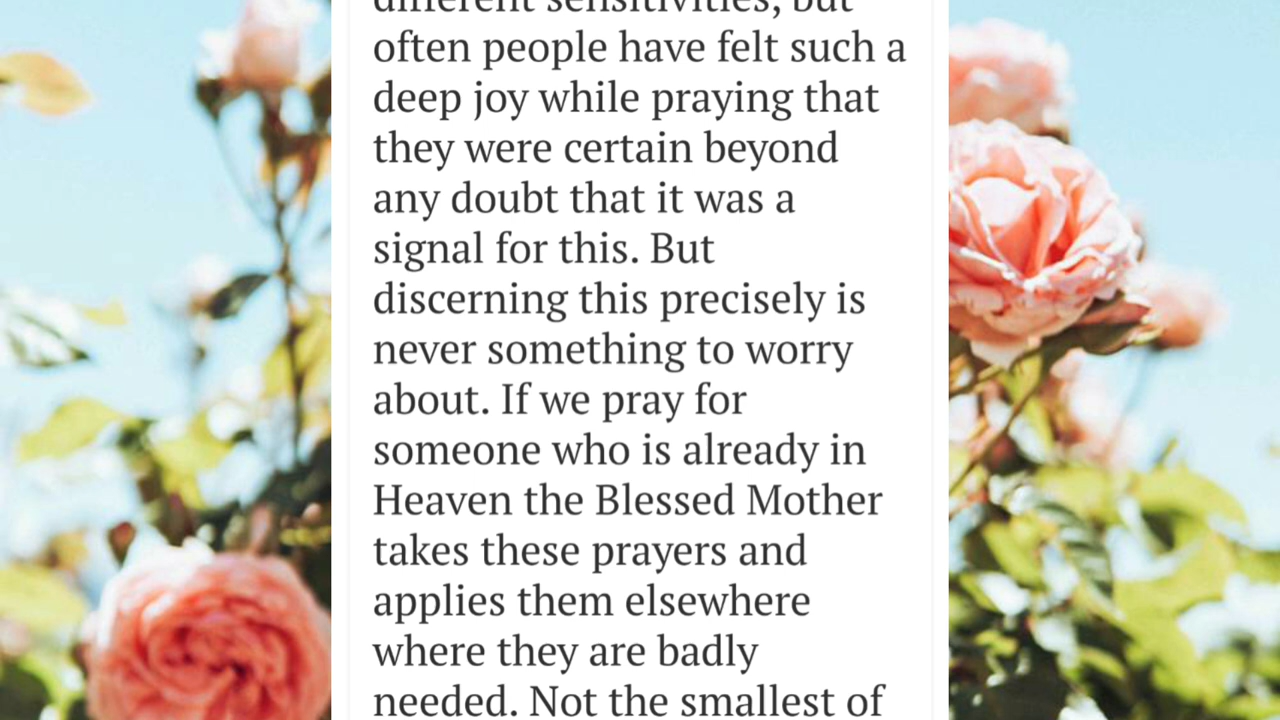 different sensitivities, but
often people have felt such a
deep joy while praying that
they were certain beyond
any doubt that it was a
signal for this. But
discerning this precisely is
never something to worry
about. If we pray for
someone who is already in
Heaven the Blessed Mother
takes these prayers and
applies them elsewhere
where they are badly
needed. Not the smallest of